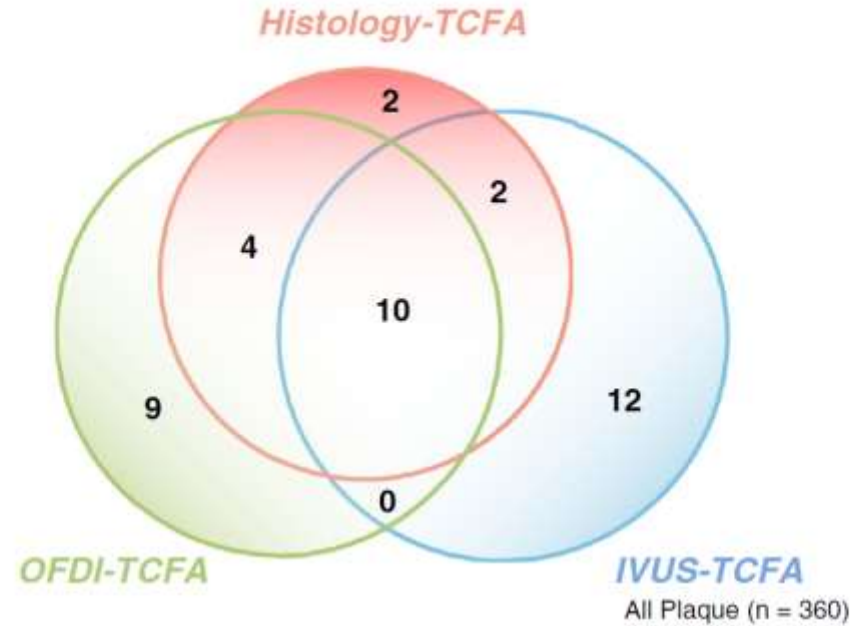 Histology-TCFA
2
2
4
10
9
12
0
OFDI-TCFA
IVUS-TCFA
All Plaque (n = 360)